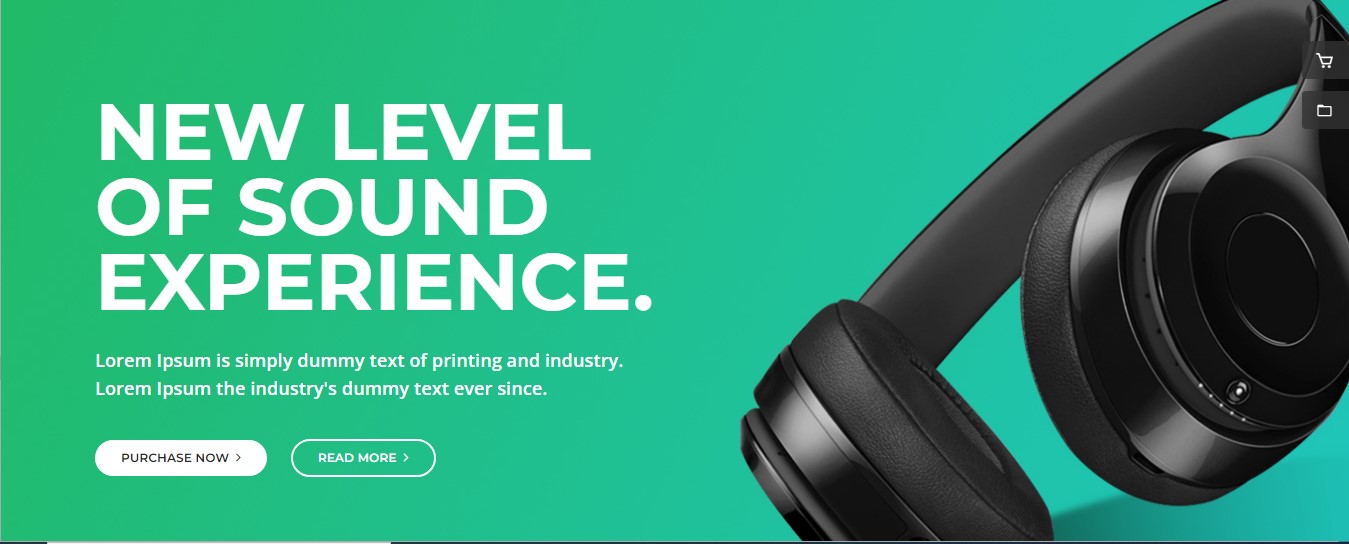 NEW LEVEL
OF SOUND
EXPERIENCE.
Lorem Ipsum is simply dummy text of printing and industry.
Lorem Ipsum the industry's dummy text ever since.
PURCHASE NOW
READ MORE